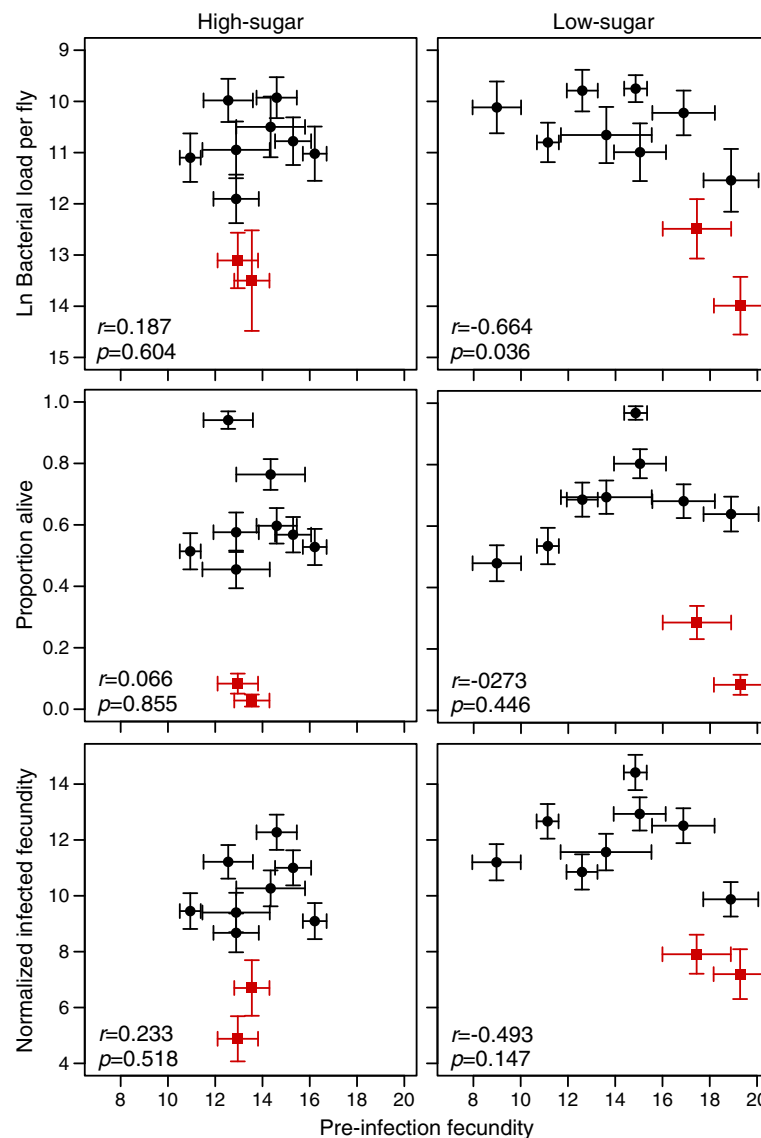 High-sugar Low-sugar
Ln Bacterial load per fly
9
10
11
12
13
14
15
r=0.187
p=0.604
r=-0.664
p=0.036
Proportion alive
1.0
0.8
0.6
0.4
0.2
0.0
r=0.066
p=0.855
r=-0273
p=0.446
Normalized infected fecundity
14
12
10
8
6
4
r=0.233
p=0.518
r=-0.493
p=0.147
8 10 12 14 16 18 20 8 10 12 14 16 18 20
Pre-infection fecundity